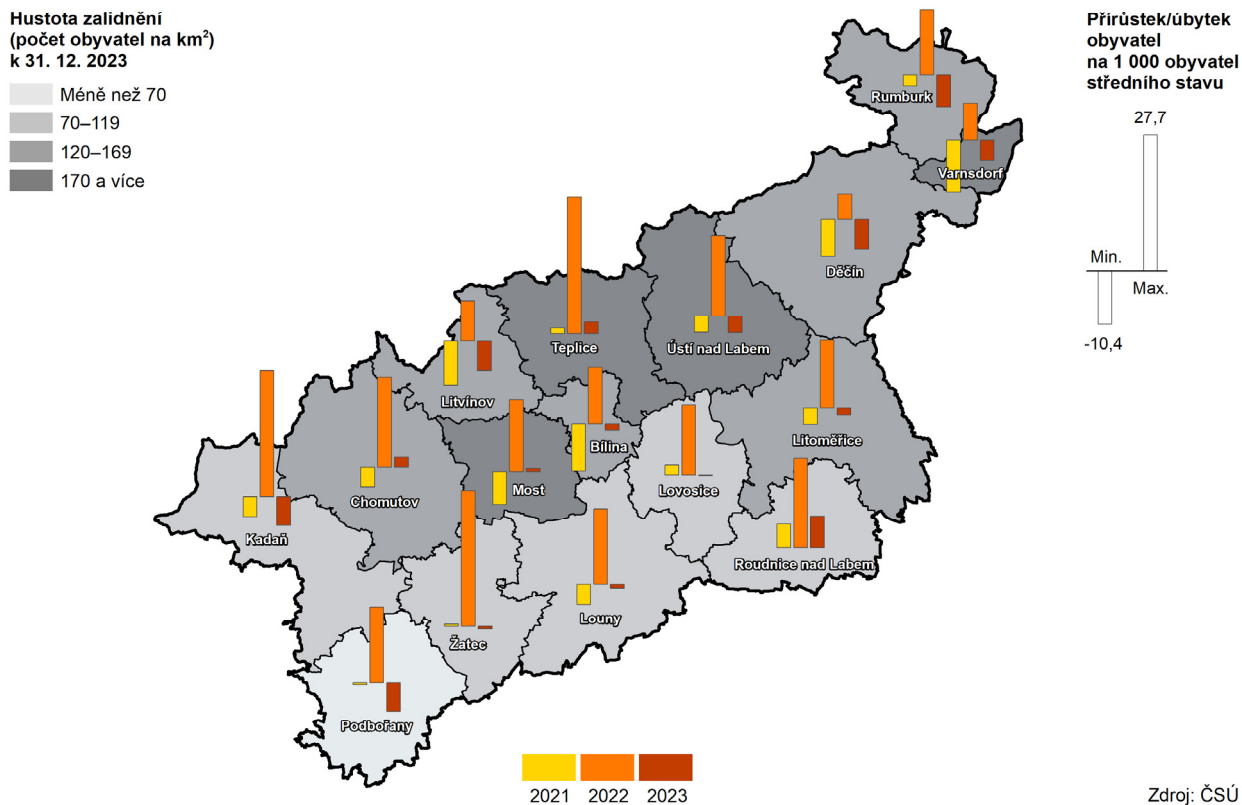 Hustota zalidnění
(počet obyvatel na km²)
k 31. 12. 2023
Méně než 70
70–119
120–169
170 a více
Přírůstek/úbytek
obyvatel
na 1 000 obyvatel
středního stavu
27,7
Min.
Max.
-10,4
Rumburk
Varnsdorf
Děčín
Teplice
Ústí nad Labem
Litvínov
Bílina
Litoměřice
Chomutov
Most
Lovosice
Kadaň
Roudnice nad Labem
Louny
Žatec
Podbořany
2021
2022
2023
Zdroj: ČSÚ